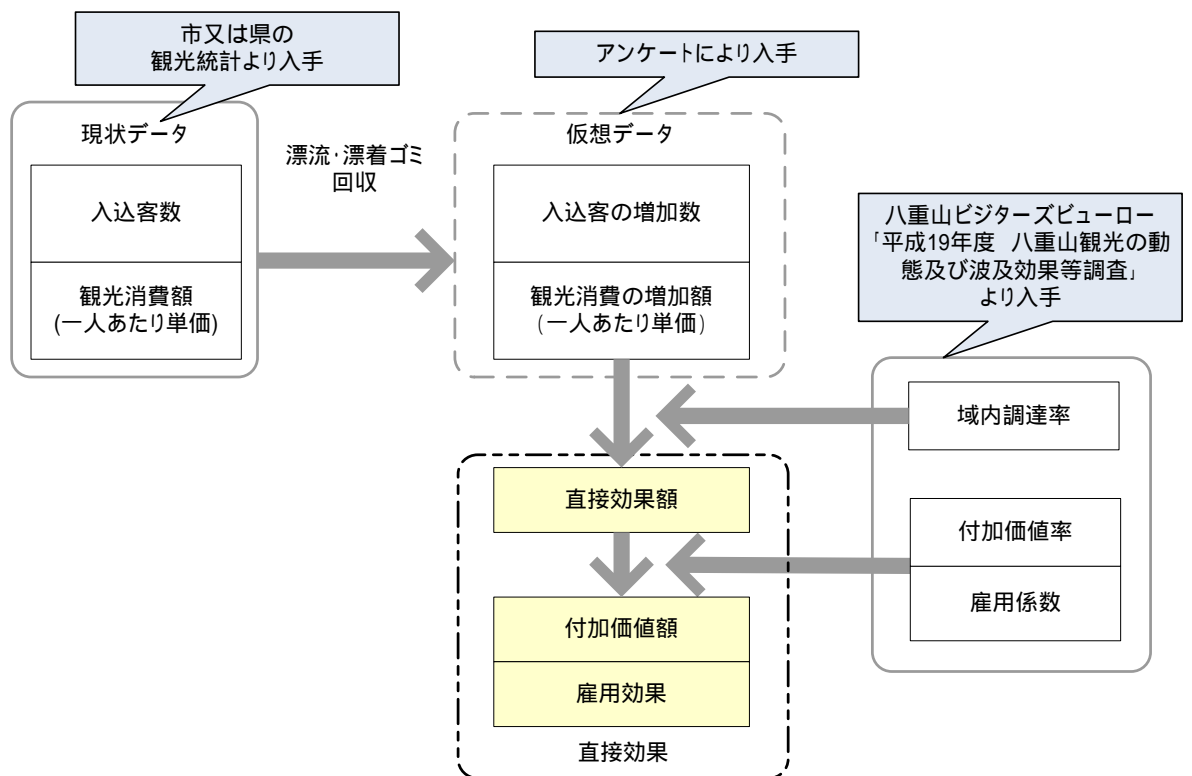 市又は県の
観光統計より入手
アンケートにより入手
現状データ
入込客数
観光消費額
(一人あたり単価)
漂流・漂着ゴミ
回収
仮想データ
入込客の増加数
観光消費の増加額
(一人あたり単価)
八重山ビジターズビューロー
「平成19年度 八重山観光の動
態及び波及効果等調査」
より入手
域内調達率
直接効果額
付加価値率
雇用係数
付加価値額
雇用効果
直接効果